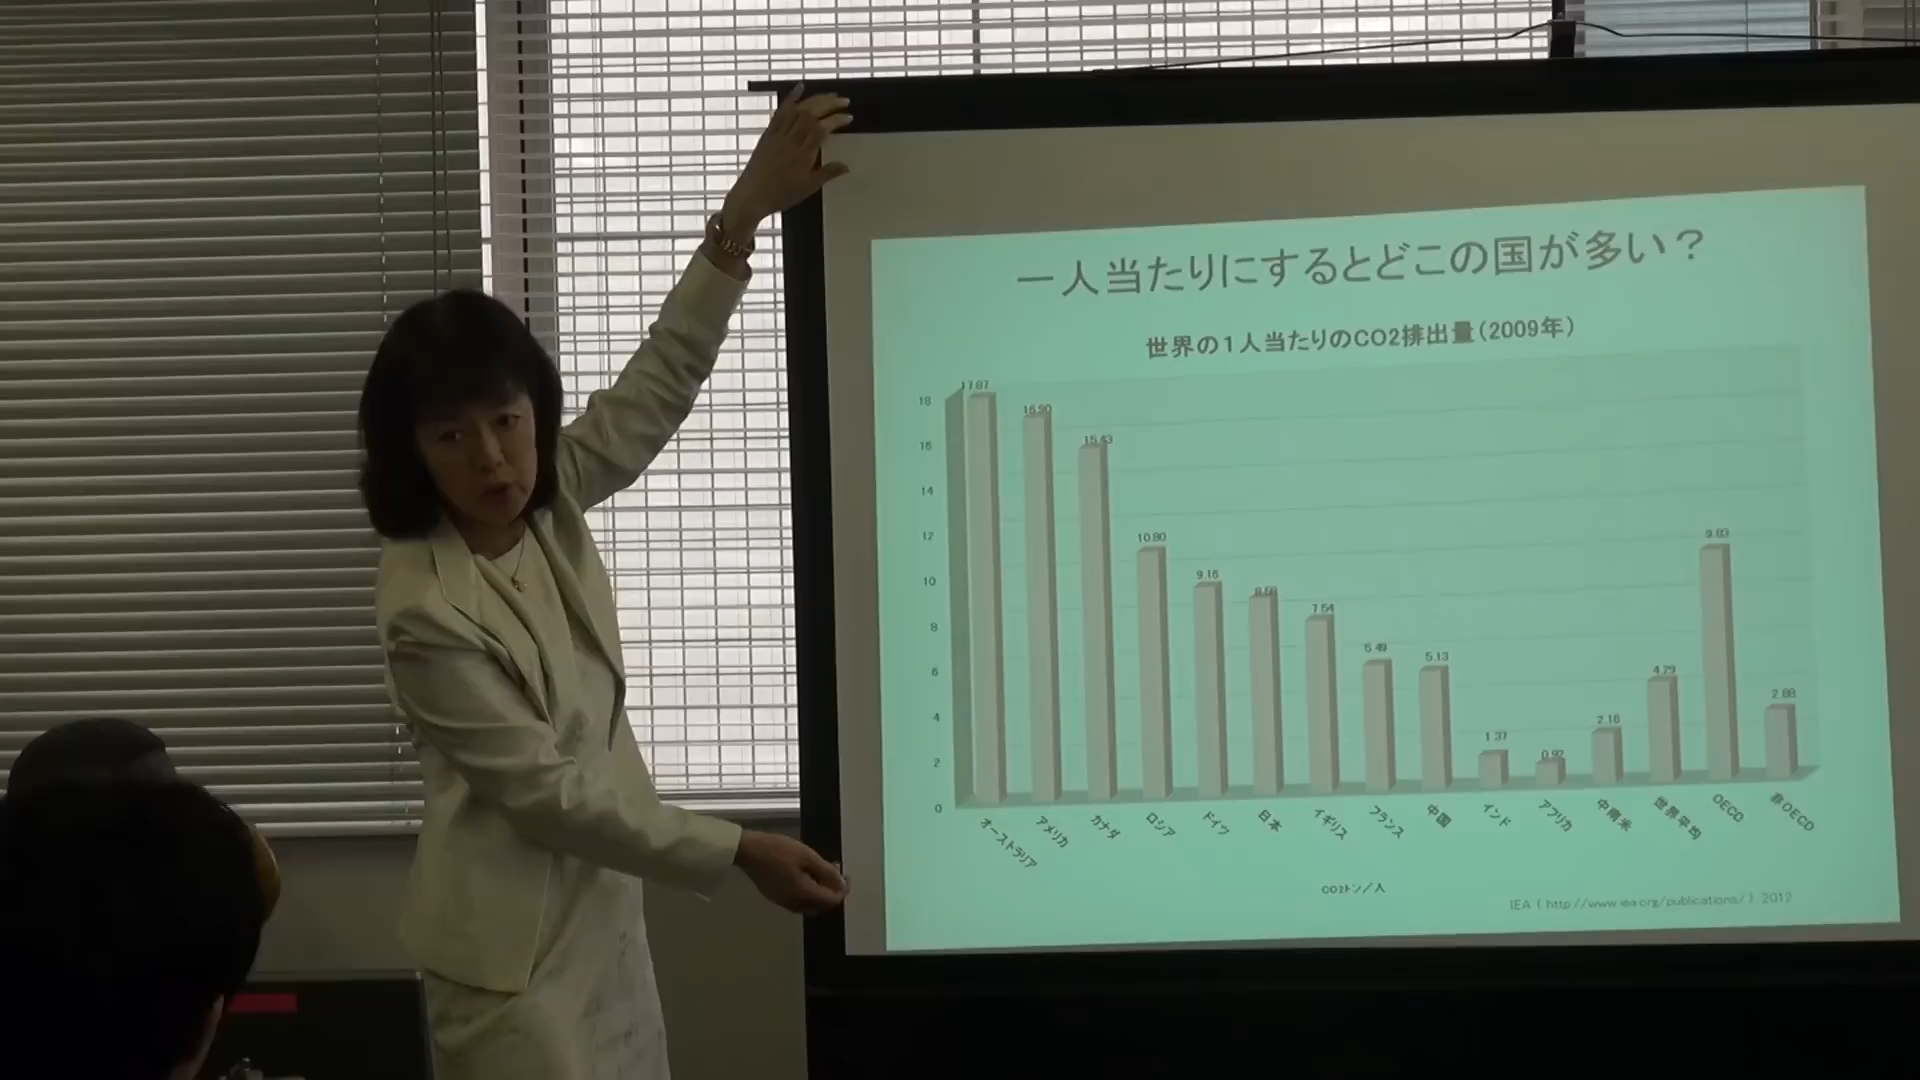 一人当たりにするとどこの国が多い？
世界の1人当たりのCO2排出量（2009年）
18
16
14
12
10
8
6
4
2
0
17.87
16.90
15.43
10.80
9.16
8.58
7.54
5.49
5.13
1.37
0.92
2.16
4.29
9.83
2.88
オーストラリア
アメリカ
カナダ
ロシア
ドイツ
日本
イギリス
フランス
中国
インド
アフリカ
中南米
世界平均
OECD
非OECD
CO2トン／人
IEA ( http://www.iea.org/publications/ ) 2012